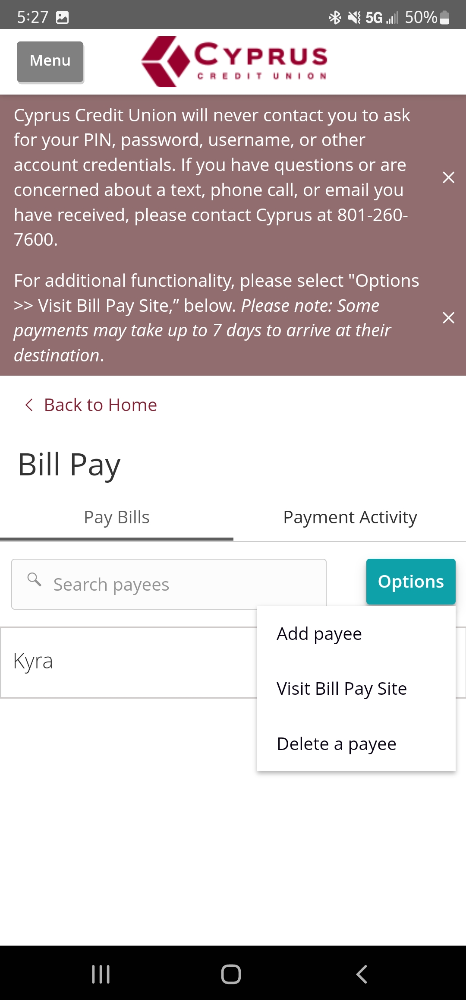 5:27
5G 50%
Menu
CYPRUS
CREDIT UNION
Cyprus Credit Union will never contact you to ask
for your PIN, password, username, or other
account credentials. If you have questions or are
concerned about a text, phone call, or email you
have received, please contact Cyprus at 801-260-
7600.
For additional functionality, please select "Options
>> Visit Bill Pay Site,” below. Please note: Some
payments may take up to 7 days to arrive at their
destination.
Back to Home
Bill Pay
Pay Bills
Payment Activity
Search payees
Options
Add payee
Kyra
Visit Bill Pay Site
Delete a payee